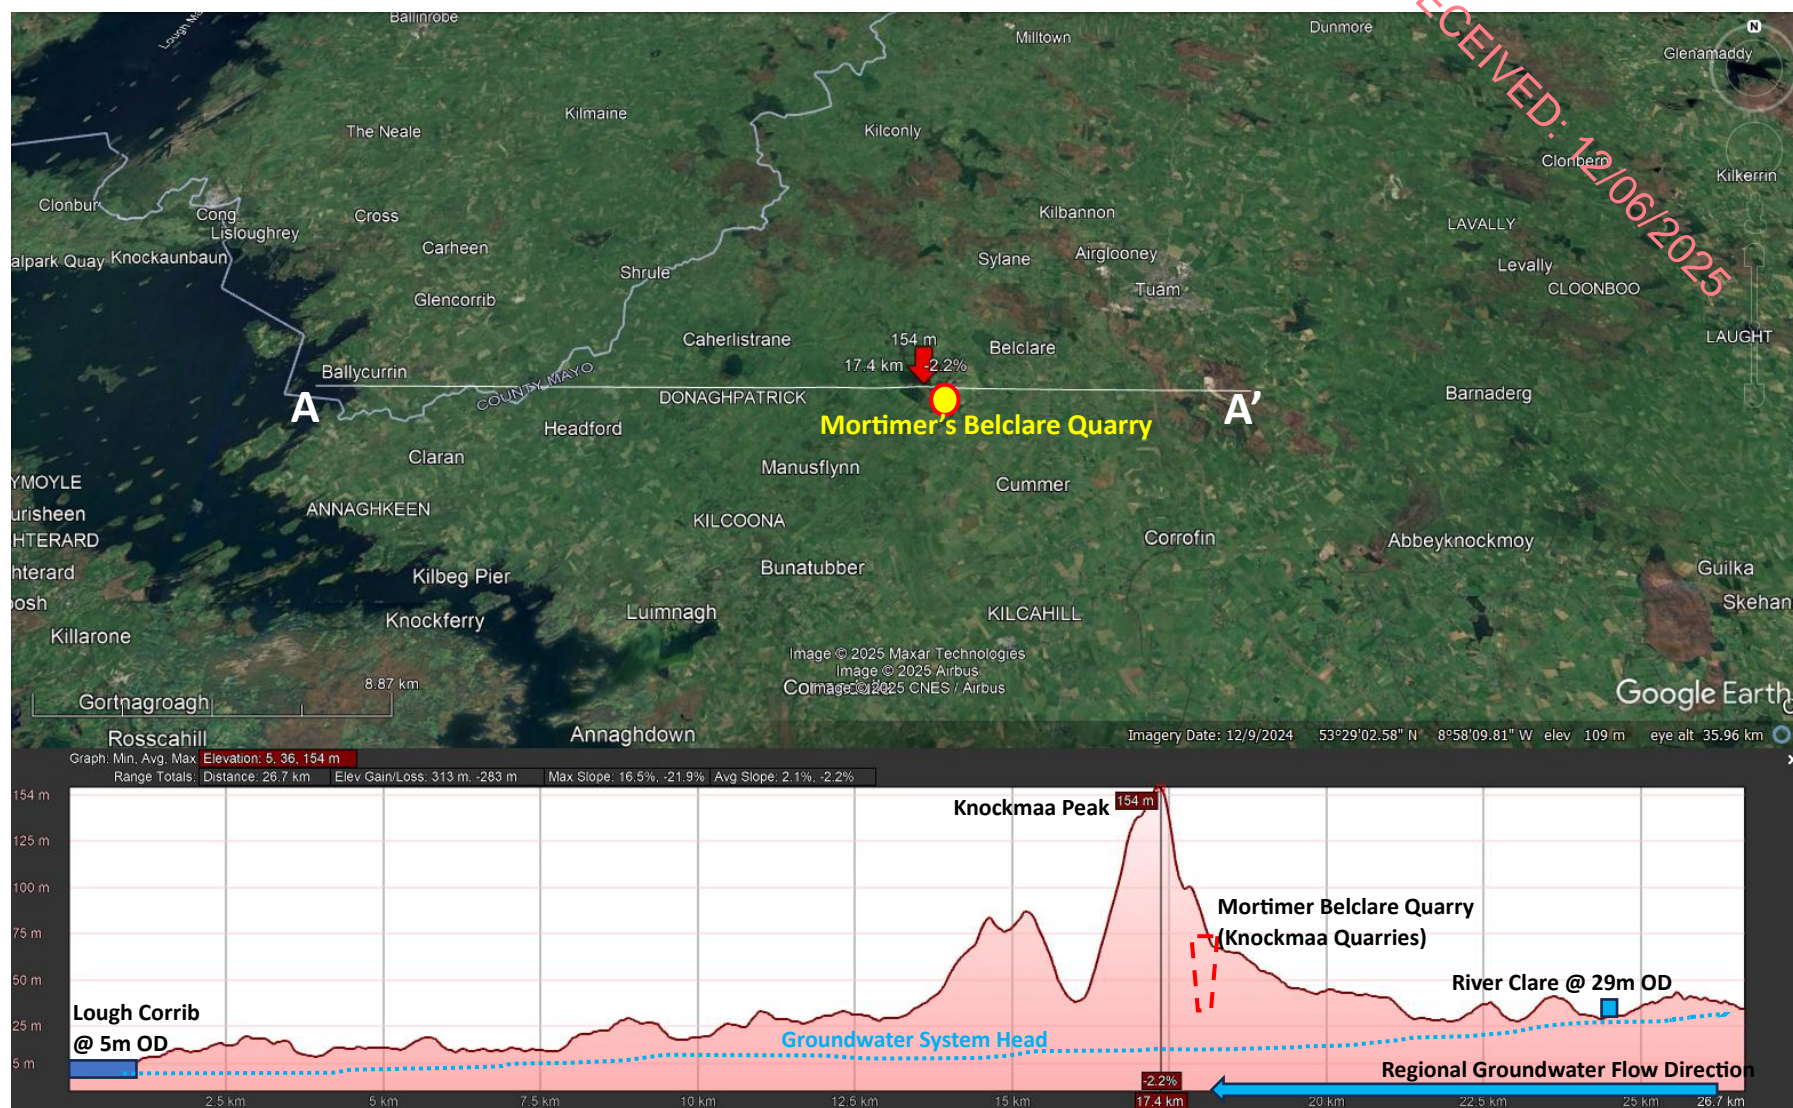 Ballinrobe
Dunmore
Milltown
N
Glenamaddy
Lough Ma
RECEIVED: 12/06/2025
Kilmaine
The Neale
Kilconly
Clonbern
Kilkerrin
Clonbur
Cong
Cross
Kilbannon
LAVALLY
Lisloughrey
Carheen
Airglooney
alpark Quay
Knockaunbaun
Shrule
Sylane
Levally
Glencorrib
Tuam
CLOONBOO
Caherlistrane
154 m
Belclare
LAUGHT
Ballycurrin
17.4 km
-2.2%
COUNTY MAYO
DONAGHPATRICK
Barnaderg
A
A’
Headford
Mortimer’s Belclare Quarry
Claran
Manusflynn
YMOYLE
Cummer
ANNAGHKEEN
urisheen
KILCOONA
HTERARD
Corrofin
Abbeyknockmoy
hterard
Kilbeg Pier
Bunatubber
Guilka
osh
Skehan
Knockferry
Luimnagh
KILCAHILL
Killarone
Image © 2025 Maxar Technologies
Image © 2025 Airbus
Image © 2025 CNES / Airbus
8.87 km
Gortnagroagh
Google Earth
Rosscahill
Annaghdown
Imagery Date: 12/9/2024 53°29'02.58" N 8°58'09.81" W elev 109 m eye alt 35.96 km
Graph: Min, Avg, Max Elevation: 5, 36, 154 m
Range Totals: Distance: 26.7 km Elev Gain/Loss: 313 m, -283 m Max Slope: 16.5%, -21.9% Avg Slope: 2.1%, -2.2%
154 m
Knockmaa Peak
154 m
125 m
100 m
Mortimer Belclare Quarry
(Knockmaa Quarries)
75 m
50 m
River Clare @ 29m OD
Lough Corrib
@ 5m OD
25 m
Groundwater System Head
5 m
Regional Groundwater Flow Direction
-2.2%
2.5 km
5 km
7.5 km
10 km
12.5 km
15 km
17.4 km
20 km
22.5 km
25 km
26.7 km